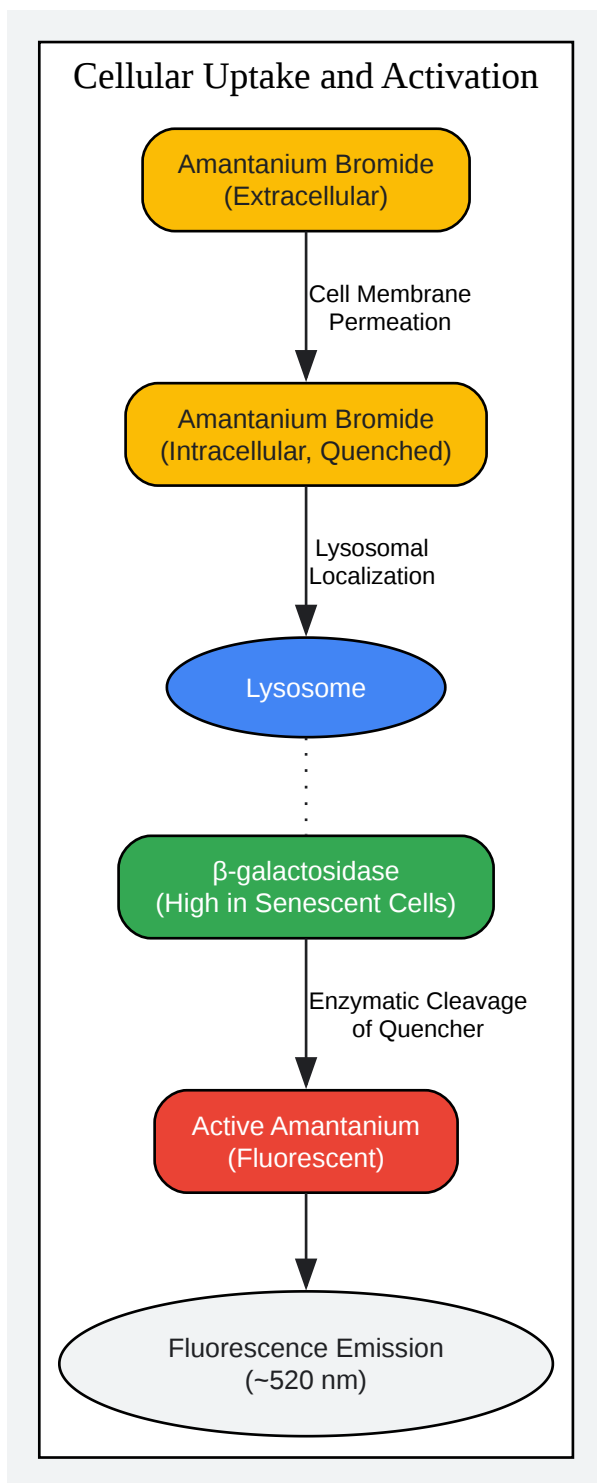 Cellular Uptake and Activation
Amantanium Bromide
(Extracellular)
Cell Membrane
Permeation
Amantanium Bromide
(Intracellular, Quenched)
Lysosomal
Localization
Lysosome
β-galactosidase
(High in Senescent Cells)
Enzymatic Cleavage
of Quencher
Active Amantanium
(Fluorescent)
Fluorescence Emission
(~520 nm)